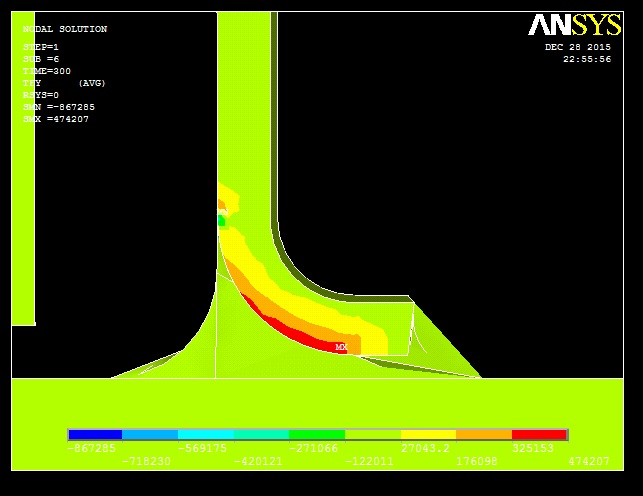 NODAL SOLUTION
STEP=1
SUB =6
TIME=300
TFY (AVG)
RSYS=0
SMN =-867285
SMX =474207
ANSYS
DEC 28 2015
22:55:56
MX
-867285 -569175 -271066 27043.2 325153
-718230 -420121 -122011 176098 474207